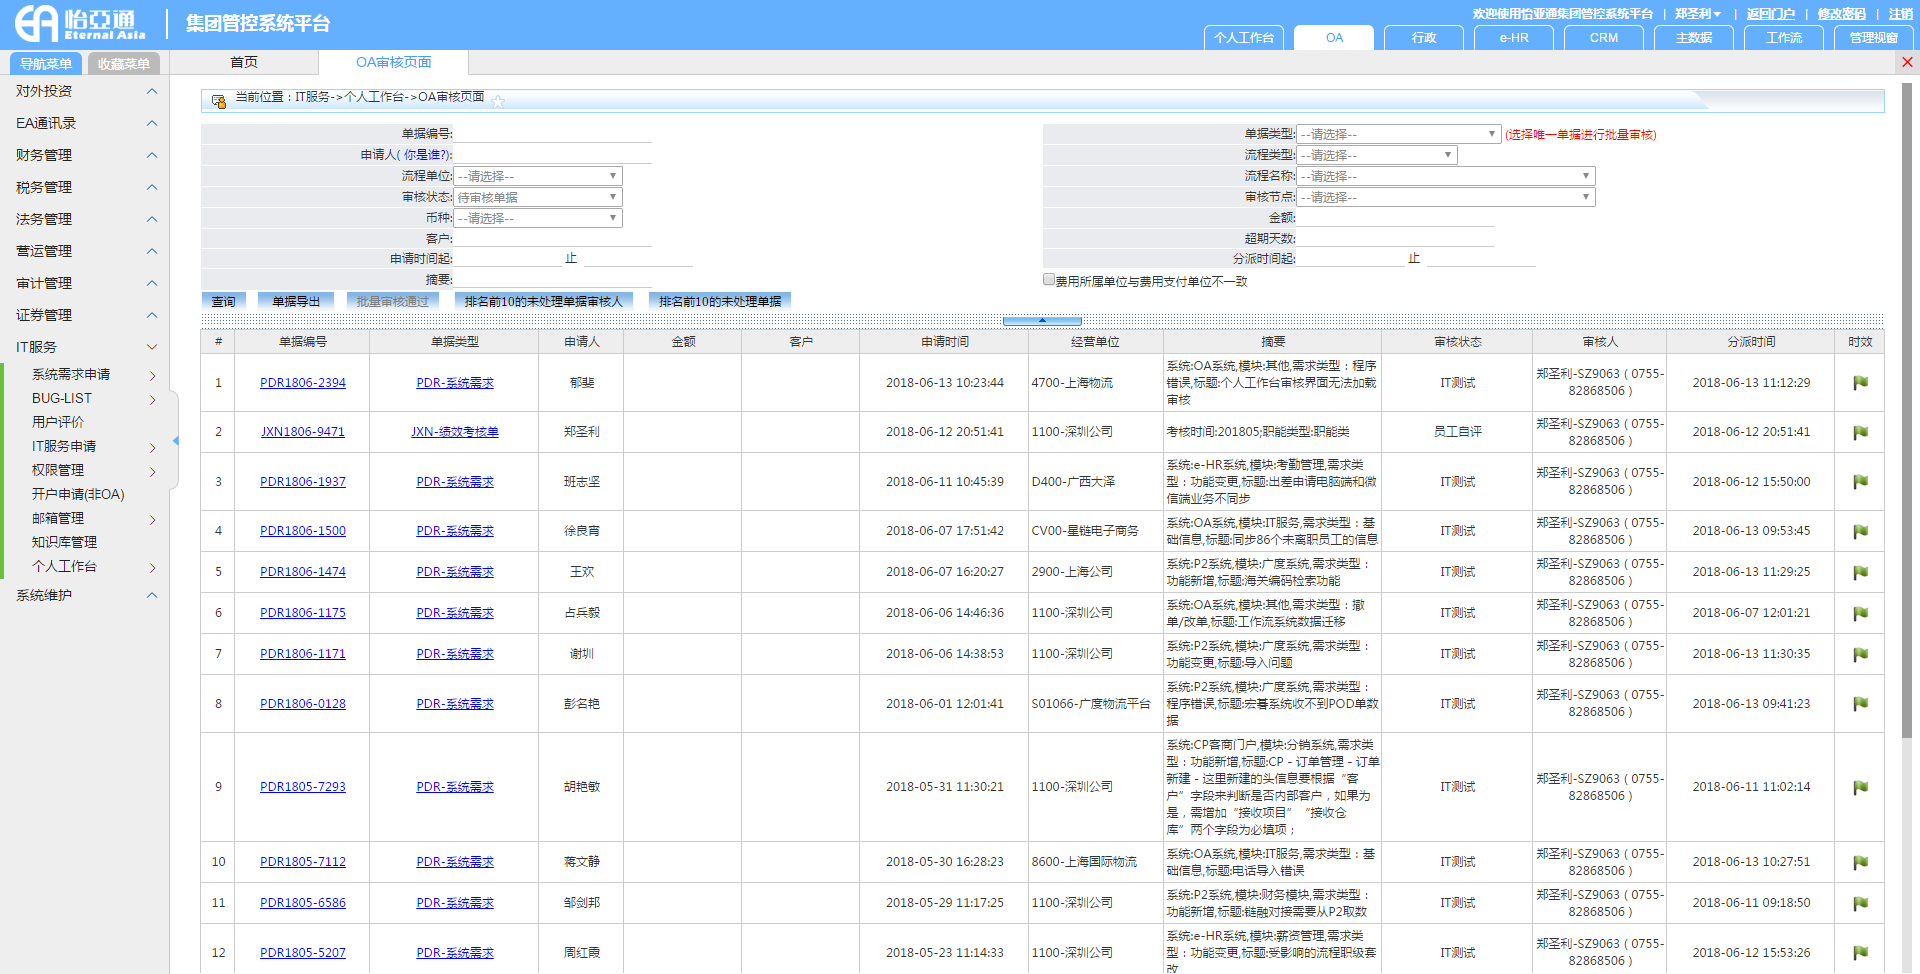 怡亞通
Eternal Asia
集团管控系统平台
欢迎使用怡亚通集团管控系统平台 | 郑圣利 | 返回门户 | 修改密码 | 注销
个人工作台 OA 行政 e-HR CRM 主数据 工作流 管理视窗
导航菜单 收藏菜单 首页 OA审核页面
对外投资
EA通讯录
财务管理
税务管理
法务管理
营运管理
审计管理
证券管理
IT服务
系统需求申请
BUG-LIST
用户评价
IT服务申请
权限管理
开户申请(非OA)
邮箱管理
知识库管理
个人工作台
系统维护
当前位置：IT服务->个人工作台->OA审核页面
单据编号: 单据类型: --请选择-- (选择唯一单据进行批量审核)
申请人( 你是谁?): 流程类型: --请选择--
流程单位: --请选择-- 流程名称: --请选择--
审核状态: 待审核单据 审核节点: --请选择--
币种: --请选择-- 金额:
客户: 超期天数:
申请时间起: 止 分派时间起: 止
摘要: 费用所属单位与费用支付单位不一致
查询 单据导出 批量审核通过 排名前10的未处理单据审核人 排名前10的未处理单据
# 单据编号 单据类型 申请人 金额 客户 申请时间 经营单位 摘要 审核状态 审核人 分派时间 时效
1 PDR1806-2394 PDR-系统需求 郁斐 2018-06-13 10:23:44 4700-上海物流 系统:OA系统,模块:其他,需求类型：程序错误,标题:个人工作台审核界面无法加载审核 IT测试 郑圣利-SZ9063（0755-82868506） 2018-06-13 11:12:29
2 JXN1806-9471 JXN-绩效考核单 郑圣利 2018-06-12 20:51:41 1100-深圳公司 考核时间:201805;职能类型:职能类 员工自评 郑圣利-SZ9063（0755-82868506） 2018-06-12 20:51:41
3 PDR1806-1937 PDR-系统需求 班志坚 2018-06-11 10:45:39 D400-广西大泽 系统:e-HR系统,模块:考勤管理,需求类型：功能变更,标题:出差申请电脑端和微信端业务不同步 IT测试 郑圣利-SZ9063（0755-82868506） 2018-06-12 15:50:00
4 PDR1806-1500 PDR-系统需求 徐良宵 2018-06-07 17:51:42 CV00-星链电子商务 系统:OA系统,模块:IT服务,需求类型：基础信息,标题:同步86个未离职员工的信息 IT测试 郑圣利-SZ9063（0755-82868506） 2018-06-13 09:53:45
5 PDR1806-1474 PDR-系统需求 王欢 2018-06-07 16:20:27 2900-上海公司 系统:P2系统,模块:广度系统,需求类型：功能新增,标题:海关编码检索功能 IT测试 郑圣利-SZ9063（0755-82868506） 2018-06-13 11:29:25
6 PDR1806-1175 PDR-系统需求 占兵毅 2018-06-06 14:46:36 1100-深圳公司 系统:OA系统,模块:其他,需求类型：撤单/改单,标题:工作流系统数据迁移 IT测试 郑圣利-SZ9063（0755-82868506） 2018-06-07 12:01:21
7 PDR1806-1171 PDR-系统需求 谢圳 2018-06-06 14:38:53 1100-深圳公司 系统:P2系统,模块:广度系统,需求类型：功能变更,标题:导入问题 IT测试 郑圣利-SZ9063（0755-82868506） 2018-06-13 11:30:35
8 PDR1806-0128 PDR-系统需求 彭名艳 2018-06-01 12:01:41 S01066-广度物流平台 系统:P2系统,模块:广度系统,需求类型：程序错误,标题:宏碁系统收不到POD单数据 IT测试 郑圣利-SZ9063（0755-82868506） 2018-06-13 09:41:23
9 PDR1805-7293 PDR-系统需求 胡艳敏 2018-05-31 11:30:21 1100-深圳公司 系统:CP客商门户,模块:分销系统,需求类型：功能新增,标题:CP - 订单管理 - 订单新建 - 这里新建的头信息要根据“客户”字段来判断是否内部客户，如果为是，需增加“接收项目”“接收仓库”两个字段为必填项； IT测试 郑圣利-SZ9063（0755-82868506） 2018-06-11 11:02:14
10 PDR1805-7112 PDR-系统需求 蒋文静 2018-05-30 16:28:23 8600-上海国际物流 系统:OA系统,模块:IT服务,需求类型：基础信息,标题:电话导入错误 IT测试 郑圣利-SZ9063（0755-82868506） 2018-06-13 10:27:51
11 PDR1805-6586 PDR-系统需求 邹剑邦 2018-05-29 11:17:25 1100-深圳公司 系统:P2系统,模块:财务模块,需求类型：功能新增,标题:链融对接需要从P2取数 IT测试 郑圣利-SZ9063（0755-82868506） 2018-06-11 09:18:50
12 PDR1805-5207 PDR-系统需求 周红霞 2018-05-23 11:14:33 1100-深圳公司 系统:e-HR系统,模块:薪资管理,需求类型：功能变更,标题:受影响的流程职级套改 IT测试 郑圣利-SZ9063（0755-82868506） 2018-06-12 15:53:26